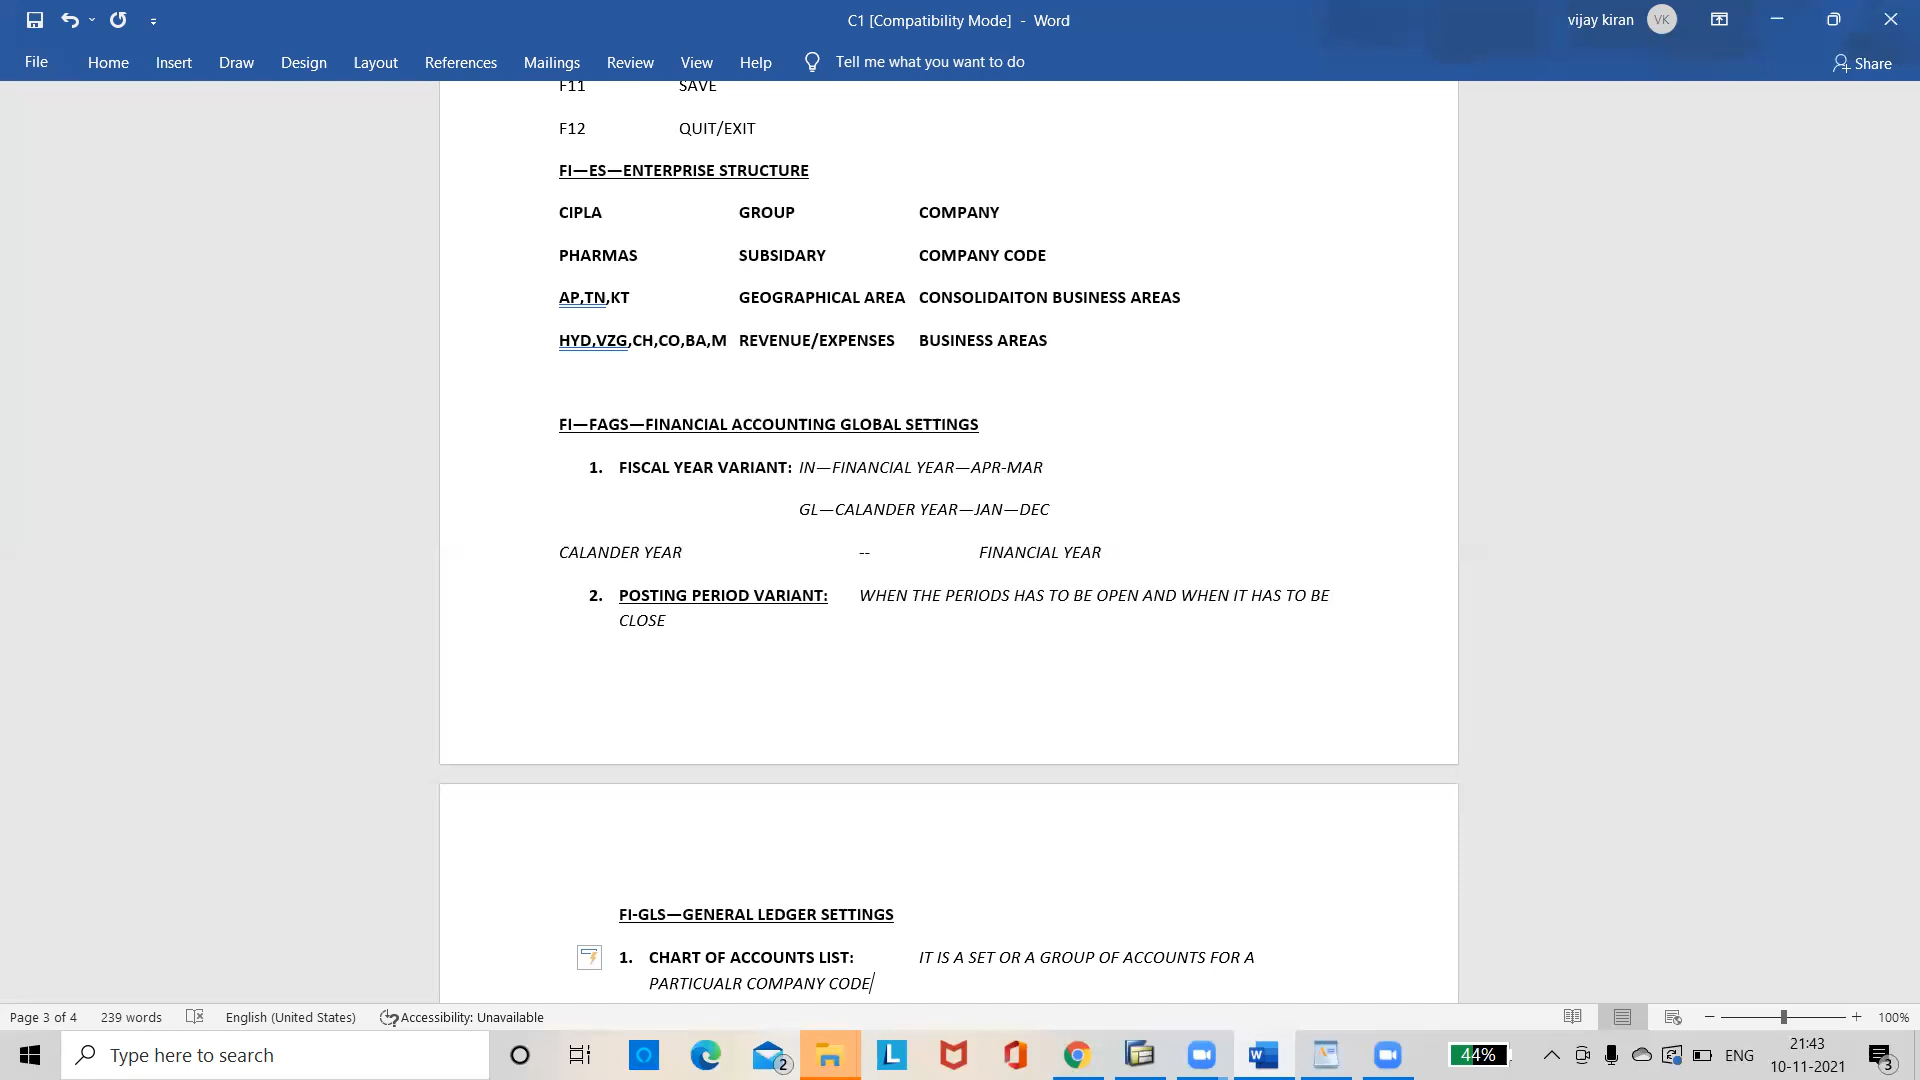 C1 [Compatibility Mode] - Word
vijay kiran VK
File Home Insert Draw Design Layout References Mailings Review View Help Tell me what you want to do Share
F11 SAVE
F12 QUIT/EXIT
FI—ES—ENTERPRISE STRUCTURE
CIPLA GROUP COMPANY
PHARMAS SUBSIDARY COMPANY CODE
AP,TN,KT GEOGRAPHICAL AREA CONSOLIDAITON BUSINESS AREAS
HYD,VZG,CH,CO,BA,M REVENUE/EXPENSES BUSINESS AREAS
FI—FAGS—FINANCIAL ACCOUNTING GLOBAL SETTINGS
1. FISCAL YEAR VARIANT: IN—FINANCIAL YEAR—APR-MAR
GL—CALANDER YEAR—JAN—DEC
CALANDER YEAR -- FINANCIAL YEAR
2. POSTING PERIOD VARIANT: WHEN THE PERIODS HAS TO BE OPEN AND WHEN IT HAS TO BE
CLOSE
FI-GLS—GENERAL LEDGER SETTINGS
1. CHART OF ACCOUNTS LIST: IT IS A SET OR A GROUP OF ACCOUNTS FOR A
PARTICUALR COMPANY CODE
Page 3 of 4 239 words English (United States) Accessibility: Unavailable 100%
Type here to search 2 44% ENG 21:43
10-11-2021 3